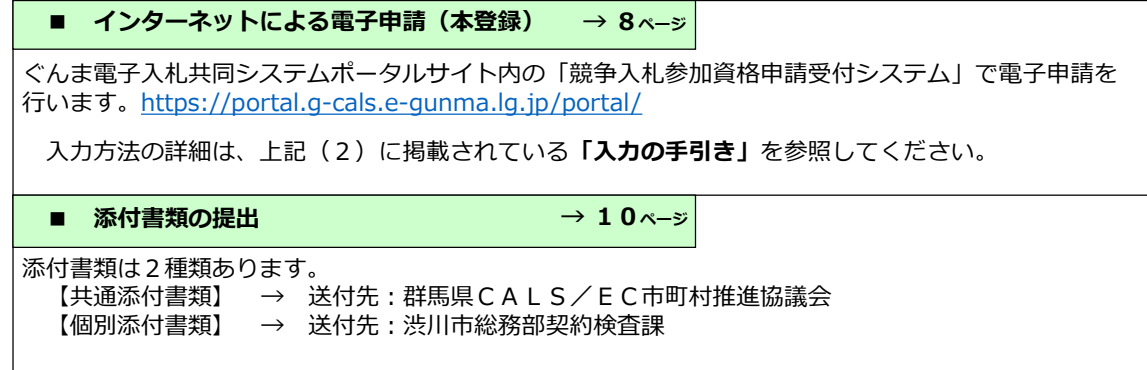 ■ インターネットによる電子申請（本登録） → ８ページ
ぐんま電子入札共同システムポータルサイト内の「競争入札参加資格申請受付システム」で電子申請を
行います。https://portal.g-cals.e-gunma.lg.jp/portal/
入力方法の詳細は、上記（２）に掲載されている「入力の手引き」を参照してください。
■ 添付書類の提出 → １０ページ
添付書類は２種類あります。
【共通添付書類】 → 送付先：群馬県ＣＡＬＳ／ＥＣ市町村推進協議会
【個別添付書類】 → 送付先：渋川市総務部契約検査課